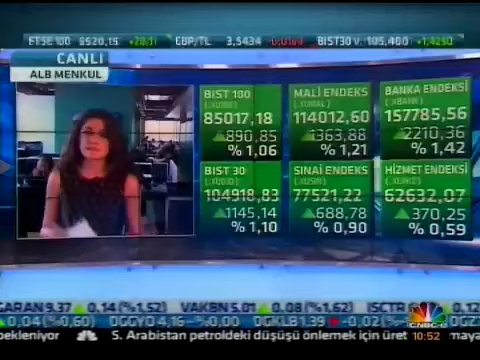 FTSE 100 6520,15 +20,11 GBP/TL 3,5434 BIST30 V. 105,400 +1,4250
CANLI
ALB MENKUL
BIST 100
(.XU100)
85017,18
890,85
% 1,06
MALİ ENDEKS
(.XUMAL)
114012,60
1363,88
% 1,21
BANKA ENDEKSİ
(.XBANK)
157785,56
2210,36
% 1,42
BIST 30
(.XU030)
104918,83
1145,14
% 1,10
SINAİ ENDEKS
(.XUSIN)
77521,22
688,78
% 0,90
HİZMET ENDEKSİ
(.XUHIZ)
62632,07
370,25
% 0,59
GARAN 9.37 0,14 (%1.52) VAKBN 5.01 0,08 (%1.52) ISCTR 0,12
0,04 (%0,60) DGGYO 4,16 -0,00 DGKLB 1.39 -0,02
CNBC-e
bekleniyor S. Arabistan petroldeki düşüşü önlemek için üret 10:52 maya